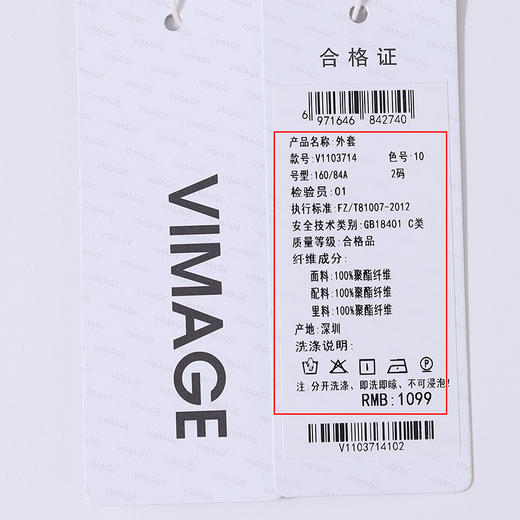 VIMAGE
合格证
6 971646 842740
产品名称:外套
款号:V1103714 色号:10
号型:160/84A 2码
检验员:01
执行标准:FZ/T81007-2012
安全技术类别:GB18401 C类
质量等级:合格品
纤维成分:
面料:100%聚酯纤维
配料:100%聚酯纤维
里料:100%聚酯纤维
产地:深圳
洗涤说明:
注:分开洗涤、即洗即晾、不可浸泡!
RMB:1099
V1103714102